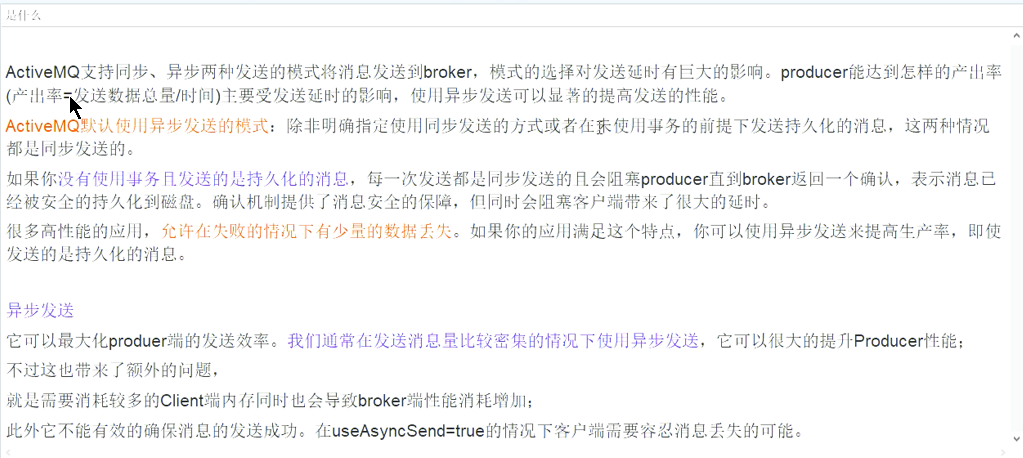 是什么
ActiveMQ支持同步、异步两种发送的模式将消息发送到broker，模式的选择对发送延时有巨大的影响。producer能达到怎样的产出率
(产出率=发送数据总量/时间)主要受发送延时的影响，使用异步发送可以显著的提高发送的性能。
ActiveMQ默认使用异步发送的模式：除非明确指定使用同步发送的方式或者在未使用事务的前提下发送持久化的消息，这两种情况
都是同步发送的。
如果你没有使用事务且发送的是持久化的消息，每一次发送都是同步发送的且会阻塞producer直到broker返回一个确认，表示消息已
经被安全的持久化到磁盘。确认机制提供了消息安全的保障，但同时会阻塞客户端带来了很大的延时。
很多高性能的应用，允许在失败的情况下有少量的数据丢失。如果你的应用满足这个特点，你可以使用异步发送来提高生产率，即使
发送的是持久化的消息。
异步发送
它可以最大化produer端的发送效率。我们通常在发送消息量比较密集的情况下使用异步发送，它可以很大的提升Producer性能；
不过这也带来了额外的问题，
就是需要消耗较多的Client端内存同时也会导致broker端性能消耗增加；
此外它不能有效的确保消息的发送成功。在useAsyncSend=true的情况下客户端需要容忍消息丢失的可能。